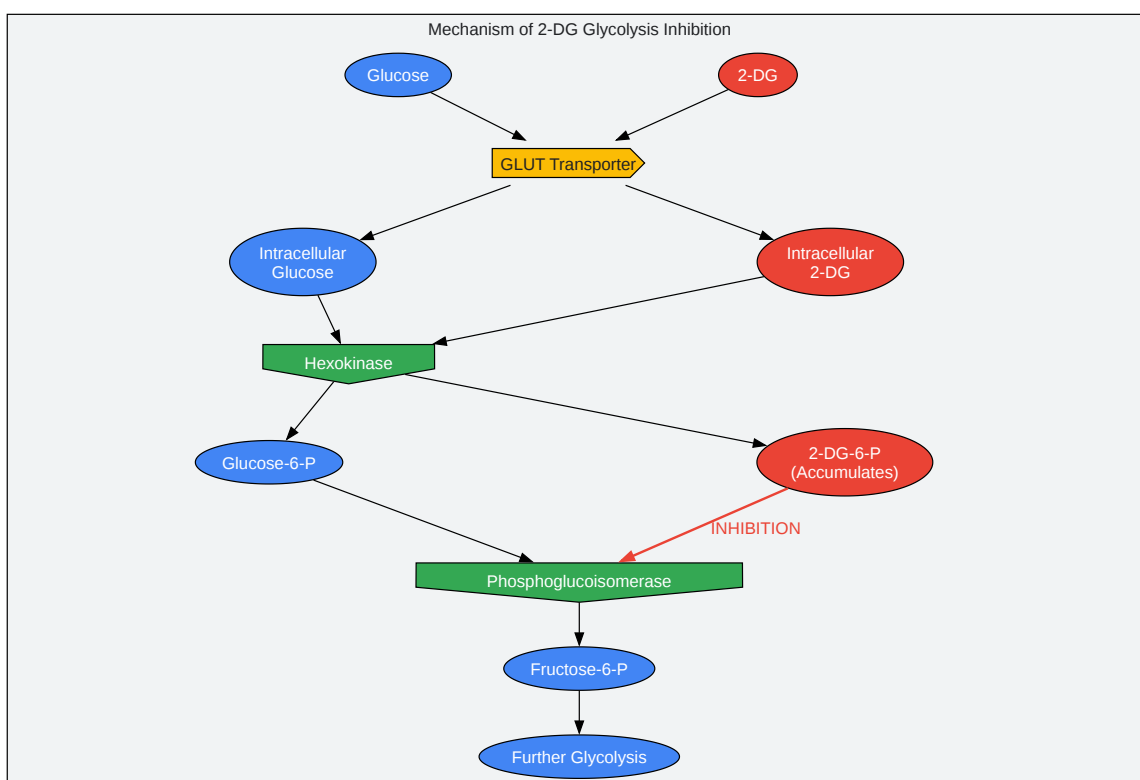 Mechanism of 2-DG Glycolysis Inhibition
Glucose
2-DG
GLUT Transporter
Intracellular
Glucose
Intracellular
2-DG
Hexokinase
Glucose-6-P
2-DG-6-P
(Accumulates)
INHIBITION
Phosphoglucoisomerase
Fructose-6-P
Further Glycolysis